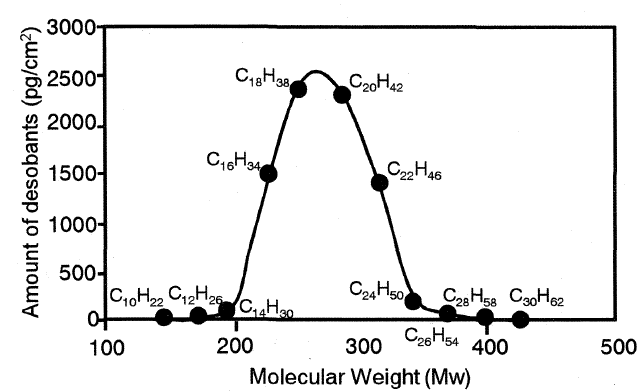 Amount of desobants (pg/cm²)
3000
2500
2000
1500
1000
500
0
C₁₀H₂₂
C₁₂H₂₆
C₁₄H₃₀
C₁₆H₃₄
C₁₈H₃₈
C₂₀H₄₂
C₂₂H₄₆
C₂₄H₅₀
C₂₆H₅₄
C₂₈H₅₈
C₃₀H₆₂
100 200 300 400 500
Molecular Weight (Mw)